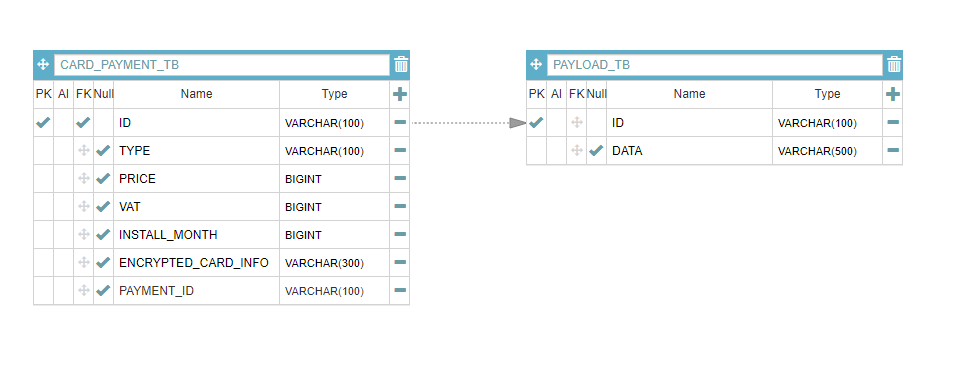 CARD_PAYMENT_TB
PK AI FK Null Name Type
ID VARCHAR(100)
TYPE VARCHAR(100)
PRICE BIGINT
VAT BIGINT
INSTALL_MONTH BIGINT
ENCRYPTED_CARD_INFO VARCHAR(300)
PAYMENT_ID VARCHAR(100)
PAYLOAD_TB
PK AI FK Null Name Type
ID VARCHAR(100)
DATA VARCHAR(500)